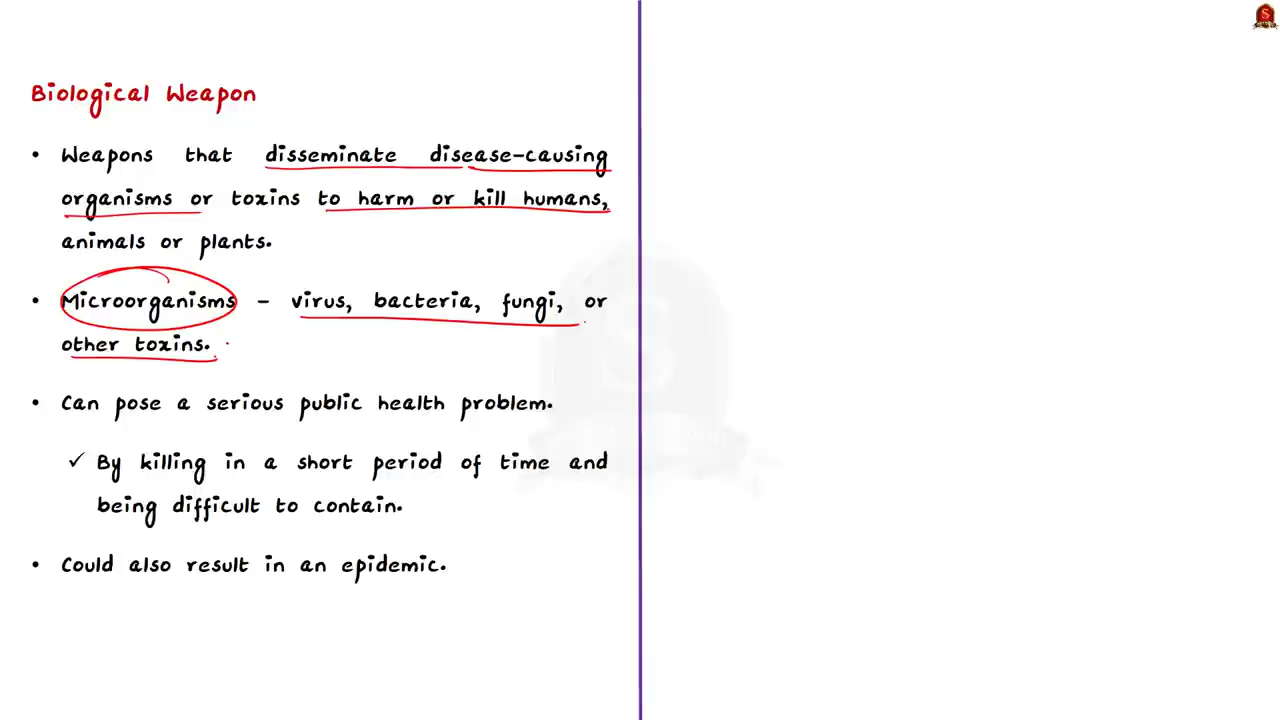 Biological Weapon
• Weapons that disseminate disease-causing
organisms or toxins to harm or kill humans,
animals or plants.
• Microorganisms – virus, bacteria, fungi, or
other toxins.
• Can pose a serious public health problem.
✓ By killing in a short period of time and
being difficult to contain.
• Could also result in an epidemic.
S